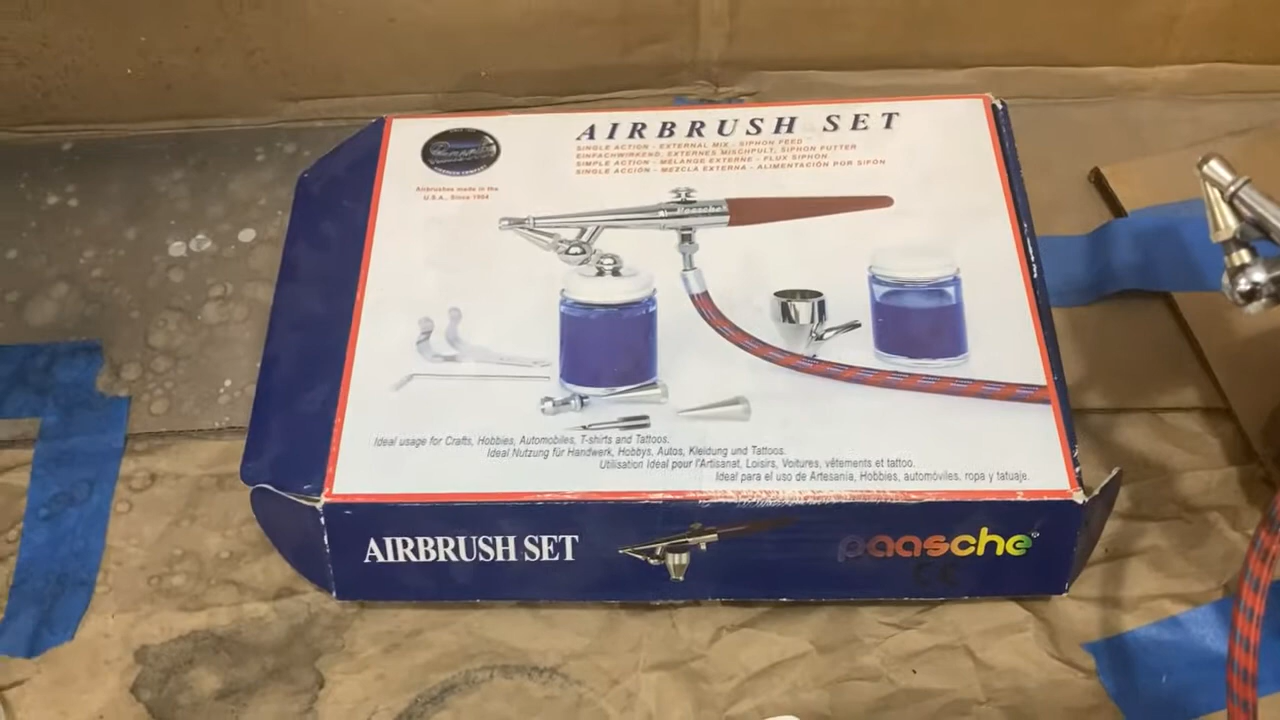 AIRBRUSH SET
SINGLE ACTION - EXTERNAL MIX - SIPHON FEED
EINFACHWIRKEND, EXTERNES MISCHPULT, SIPHON FUTTER
SIMPLE ACTION - MÉLANGE EXTERNE - FLUX SIPHON
SINGLE ACCIÓN - MEZCLA EXTERNA - ALIMENTACIÓN POR SIFÓN
Airbrushes made in the
U.S.A., Since 1904
Paasche
Ideal usage for Crafts, Hobbies, Automobiles, T-shirts and Tattoos.
Ideal Nutzung für Handwerk, Hobbys, Autos, Kleidung und Tattoos.
Utilisation Idéal pour l'Artisanat, Loisirs, Voitures, vêtements et tattoo.
Ideal para el uso de Artesanía, Hobbies, automóviles, ropa y tatuaje.
AIRBRUSH SET
paasche
CE